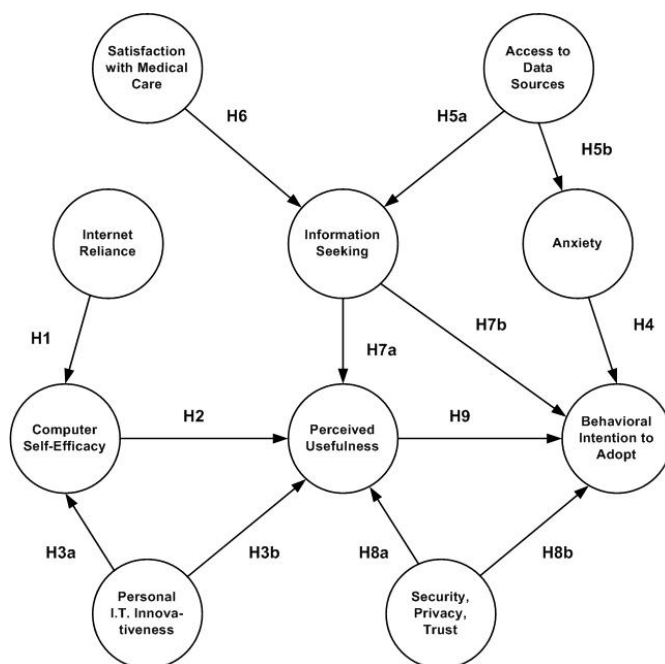 Satisfaction
with Medical
Care
Access to
Data
Sources
H6
H5a
H5b
Internet
Reliance
Information
Seeking
Anxiety
H1
H7a
H7b
H4
Computer
Self-Efficacy
H2
Perceived
Usefulness
H9
Behavioral
Intention to
Adopt
H3a
H3b
H8a
H8b
Personal
I.T. Innova-
tiveness
Security,
Privacy,
Trust